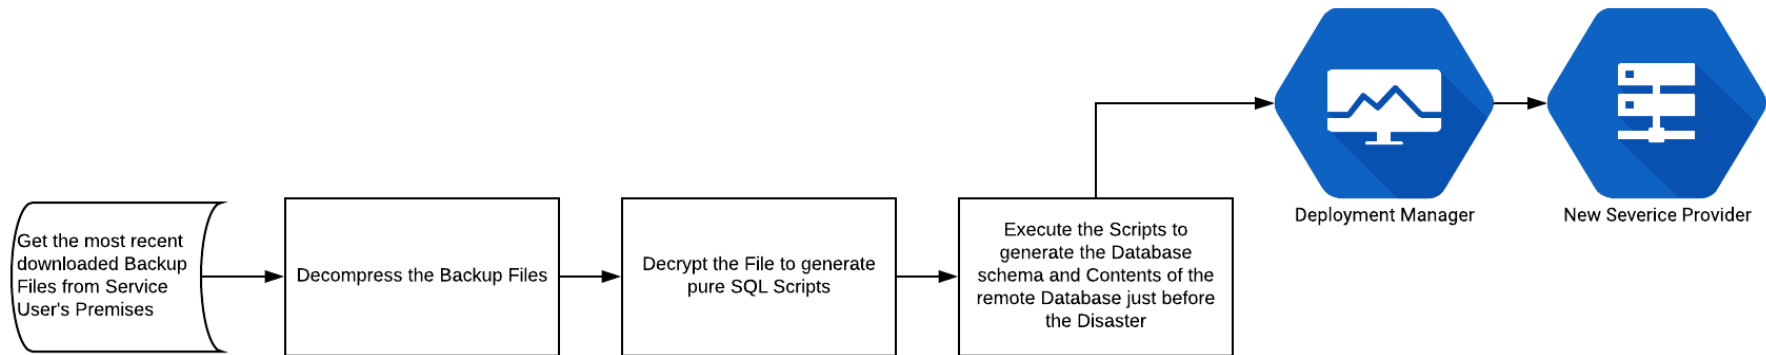 Get the most recent
downloaded Backup
Files from Service
User's Premises
Decompress the Backup Files
Decrypt the File to generate
pure SQL Scripts
Execute the Scripts to
generate the Database
schema and Contents of the
remote Database just before
the Disaster
Deployment Manager
New Severice Provider